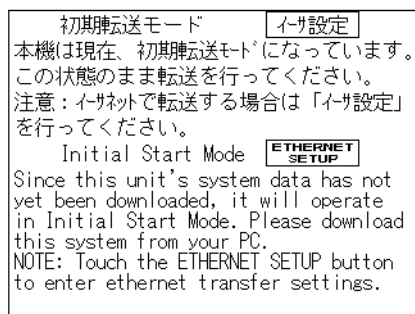 初期転送モード イーサ設定
本機は現在、初期転送モードになっています。
この状態のまま転送を行ってください。
注意：イーサネットで転送する場合は「イーサ設定」
を行ってください。
Initial Start Mode ETHERNET SETUP
Since this unit's system data has not
yet been downloaded, it will operate
in Initial Start Mode. Please download
this system from your PC.
NOTE: Touch the ETHERNET SETUP button
to enter ethernet transfer settings.